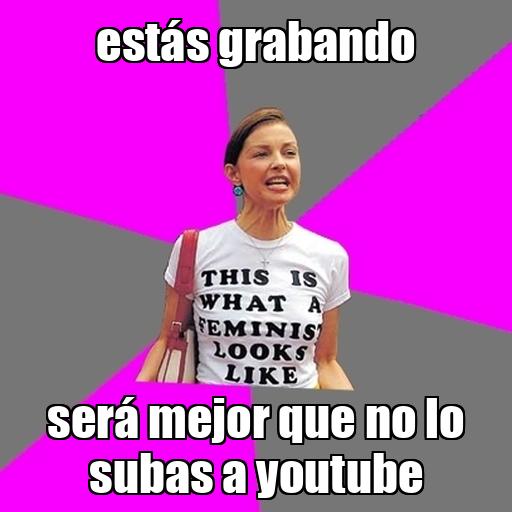 estás grabando
THIS IS
WHAT A
FEMINIST
LOOKS
LIKE
será mejor que no lo
subas a youtube